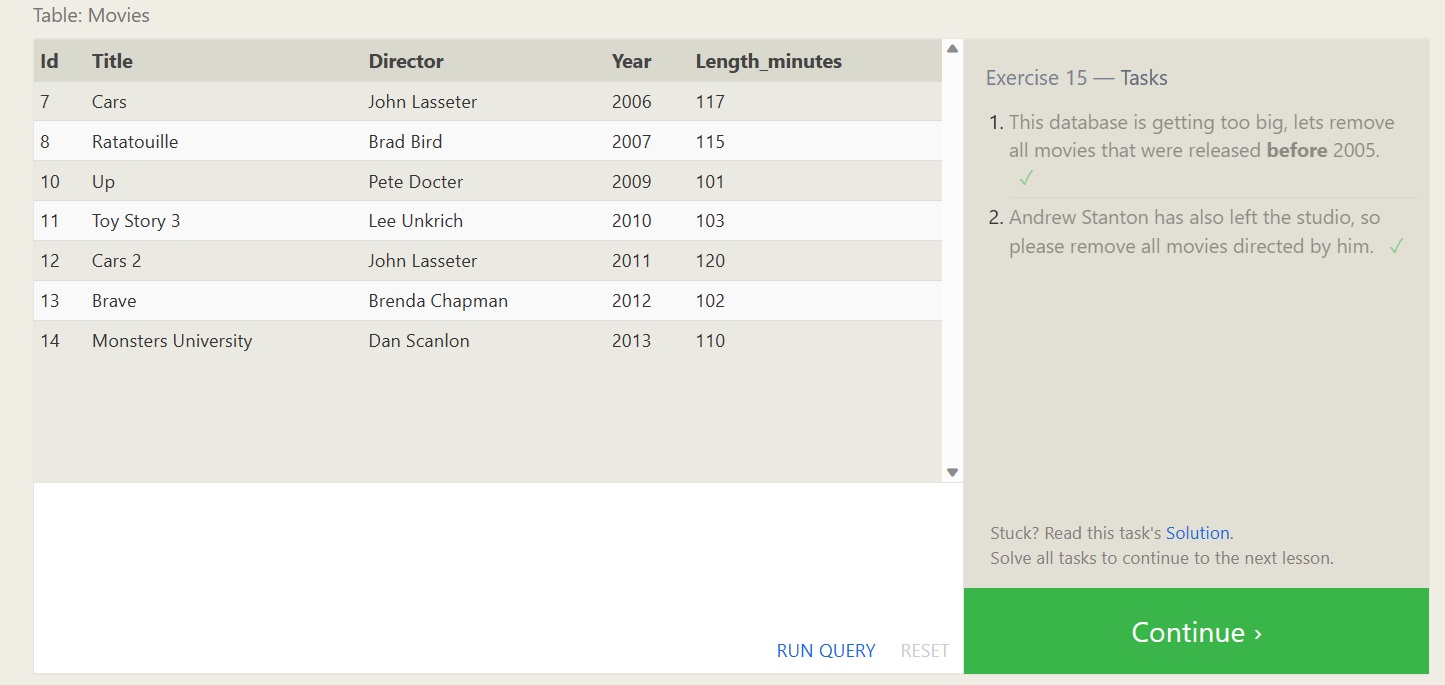 Table: Movies
Id Title Director Year Length_minutes
7 Cars John Lasseter 2006 117
8 Ratatouille Brad Bird 2007 115
10 Up Pete Docter 2009 101
11 Toy Story 3 Lee Unkrich 2010 103
12 Cars 2 John Lasseter 2011 120
13 Brave Brenda Chapman 2012 102
14 Monsters University Dan Scanlon 2013 110
RUN QUERY RESET
Exercise 15 — Tasks
1. This database is getting too big, lets remove
all movies that were released before 2005.
✓
2. Andrew Stanton has also left the studio, so
please remove all movies directed by him. ✓
Stuck? Read this task's Solution.
Solve all tasks to continue to the next lesson.
Continue ›